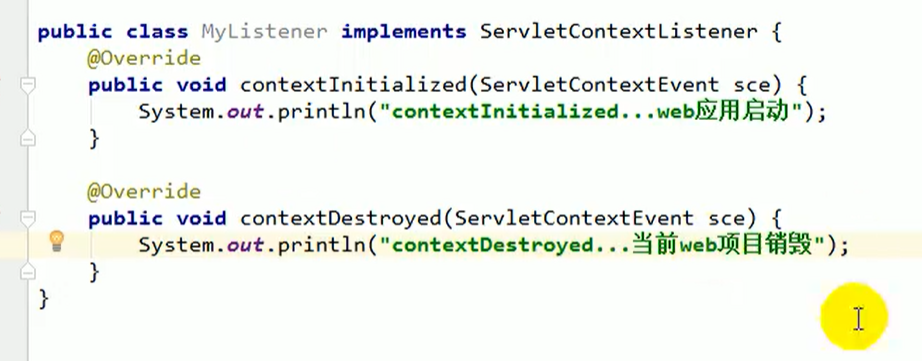 public class MyListener implements ServletContextListener {
@Override
public void contextInitialized(ServletContextEvent sce) {
System.out.println("contextInitialized...web应用启动");
}
@Override
public void contextDestroyed(ServletContextEvent sce) {
System.out.println("contextDestroyed...当前web项目销毁");
}
}